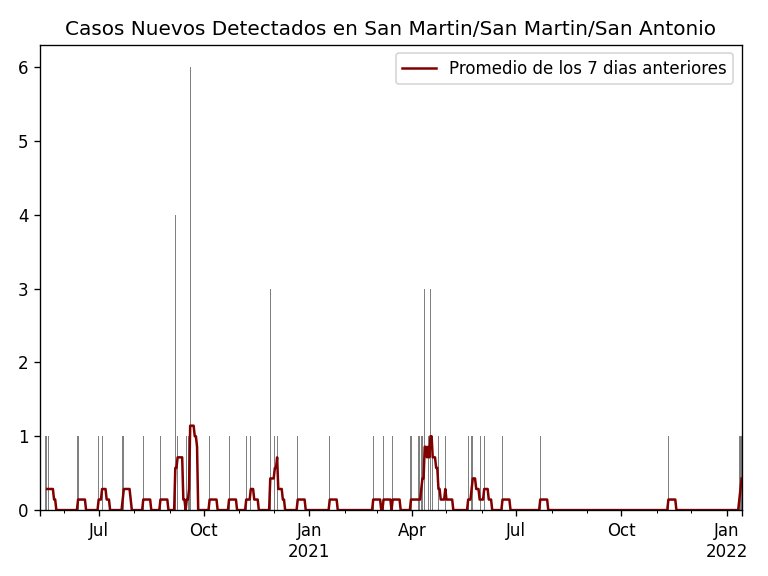 Casos Nuevos Detectados en San Martin/San Martin/San Antonio
Promedio de los 7 dias anteriores
6
5
4
3
2
1
0
Jul
Oct
Jan
2021
Apr
Jul
Oct
Jan
2022